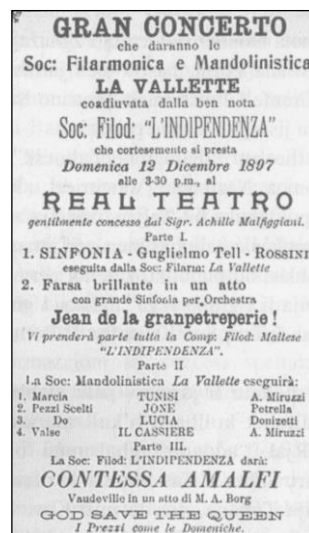 GRAN CONCERTO
che daranno le
Soc: Filarmonica e Mandolinistica
LA VALLETTE
coadiuvata dalla ben nota
Soc: Filod: "L'INDIPENDENZA"
che cortesemente si presta
Domenica 12 Dicembre 1897
alle 3·30 p.m., al
REAL TEATRO
gentilmente concesso dal Sigr. Achille Malfiggiani.
Parte I.
1. SINFONIA - Guglielmo Tell - ROSSINI
eseguita dalla Soc: Filarm: La Vallette
2. Farsa brillante in un atto
con grande Sinfonia per Orchestra
Jean de la granpetreperie !
Vi prenderà parte tutta la Comp: Filod: Maltese
"L'INDIPENDENZA".
Parte II
La Soc: Mandolinistica La Vallette eseguirà:
1. Marcia TUNISI A. Miruzzi
2. Pezzi Scelti JONE Petrella
3. Do LUCIA Donizetti
4. Valse IL CASSIERE A. Miruzzi
Parte III.
La Soc: Filod: L'INDIPENDENZA darà:
CONTESSA AMALFI
Vaudeville in un atto di M. A. Borg
GOD SAVE THE QUEEN
I Prezzi come le Domeniche.